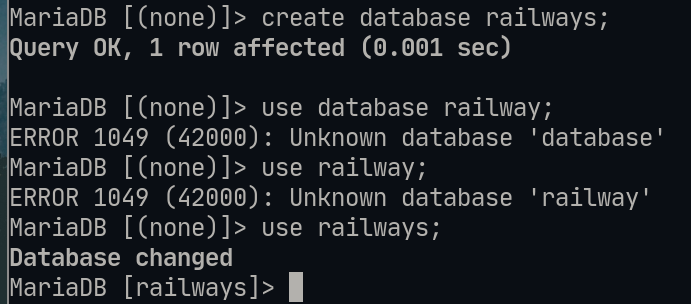 MariaDB [(none)]> create database railways;
Query OK, 1 row affected (0.001 sec)
MariaDB [(none)]> use database railway;
ERROR 1049 (42000): Unknown database 'database'
MariaDB [(none)]> use railway;
ERROR 1049 (42000): Unknown database 'railway'
MariaDB [(none)]> use railways;
Database changed
MariaDB [railways]>